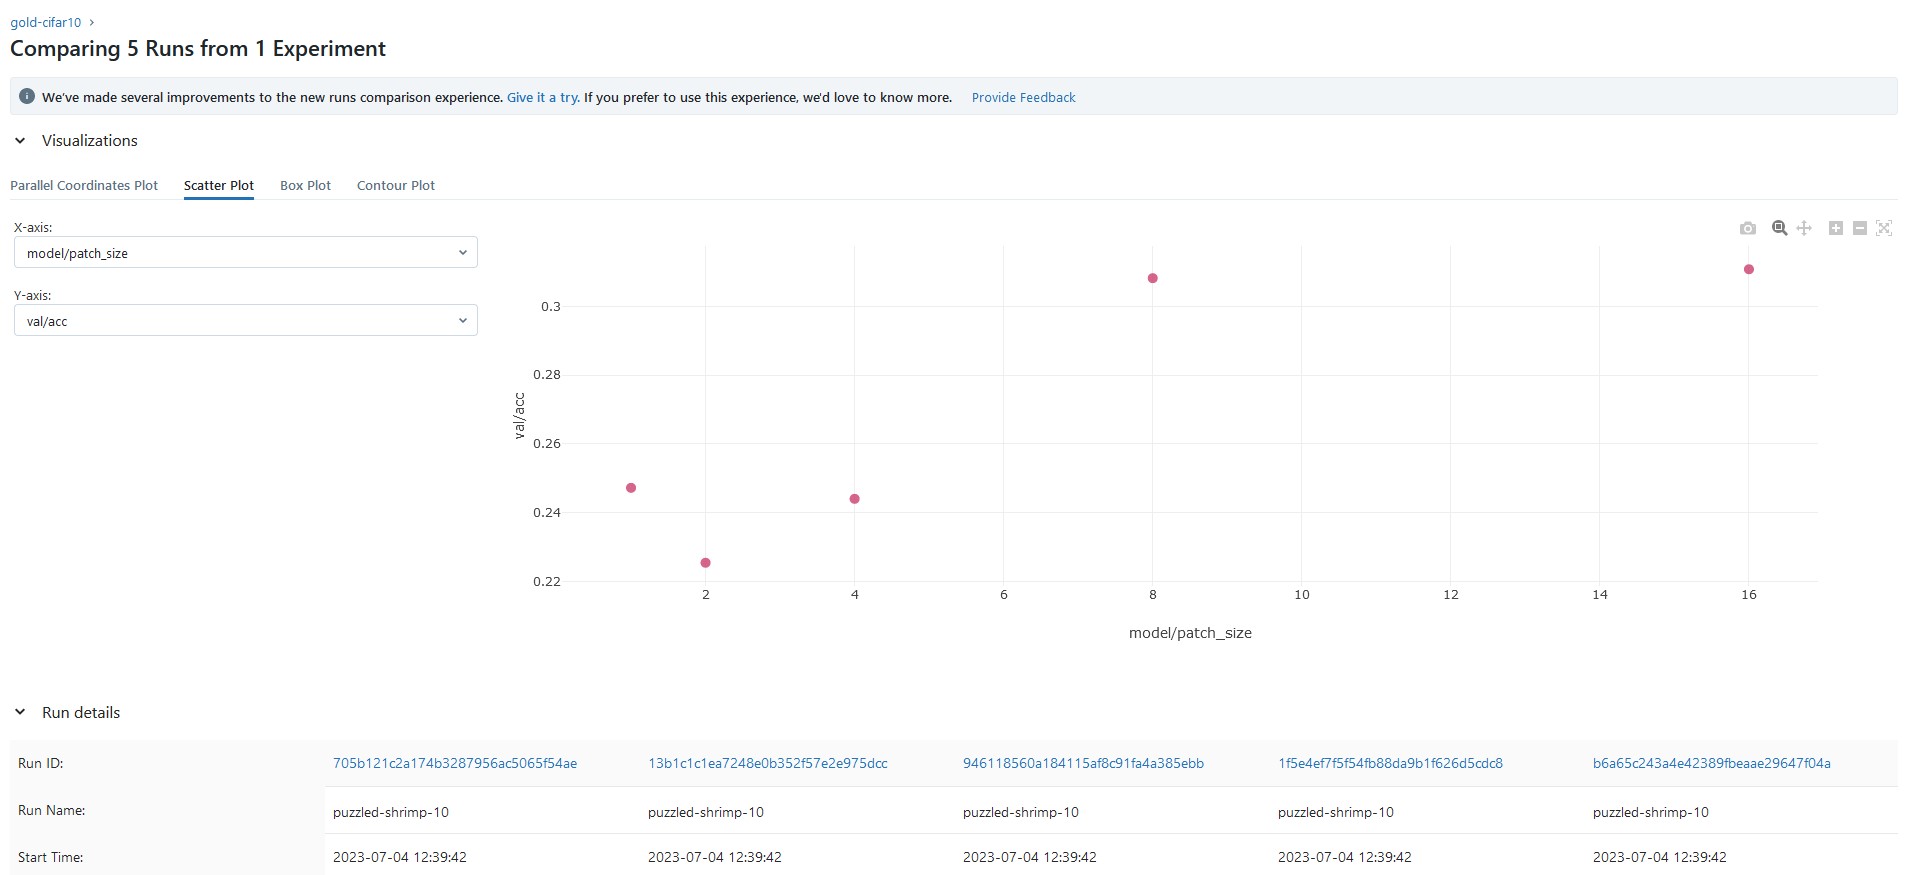 gold-cifar10 ›
Comparing 5 Runs from 1 Experiment
We've made several improvements to the new runs comparison experience. Give it a try. If you prefer to use this experience, we'd love to know more. Provide Feedback
Visualizations
Parallel Coordinates Plot Scatter Plot Box Plot Contour Plot
X-axis:
model/patch_size
Y-axis:
val/acc
0.3
0.28
0.26
0.24
0.22
val/acc
2 4 6 8 10 12 14 16
model/patch_size
Run details
Run ID: 705b121c2a174b3287956ac5065f54ae 13b1c1c1ea7248e0b352f57e2e975dcc 946118560a184115af8c91fa4a385ebb 1f5e4ef7f5f54fb88da9b1f626d5cdc8 b6a65c243a4e42389fbeaae29647f04a
Run Name: puzzled-shrimp-10 puzzled-shrimp-10 puzzled-shrimp-10 puzzled-shrimp-10 puzzled-shrimp-10
Start Time: 2023-07-04 12:39:42 2023-07-04 12:39:42 2023-07-04 12:39:42 2023-07-04 12:39:42 2023-07-04 12:39:42